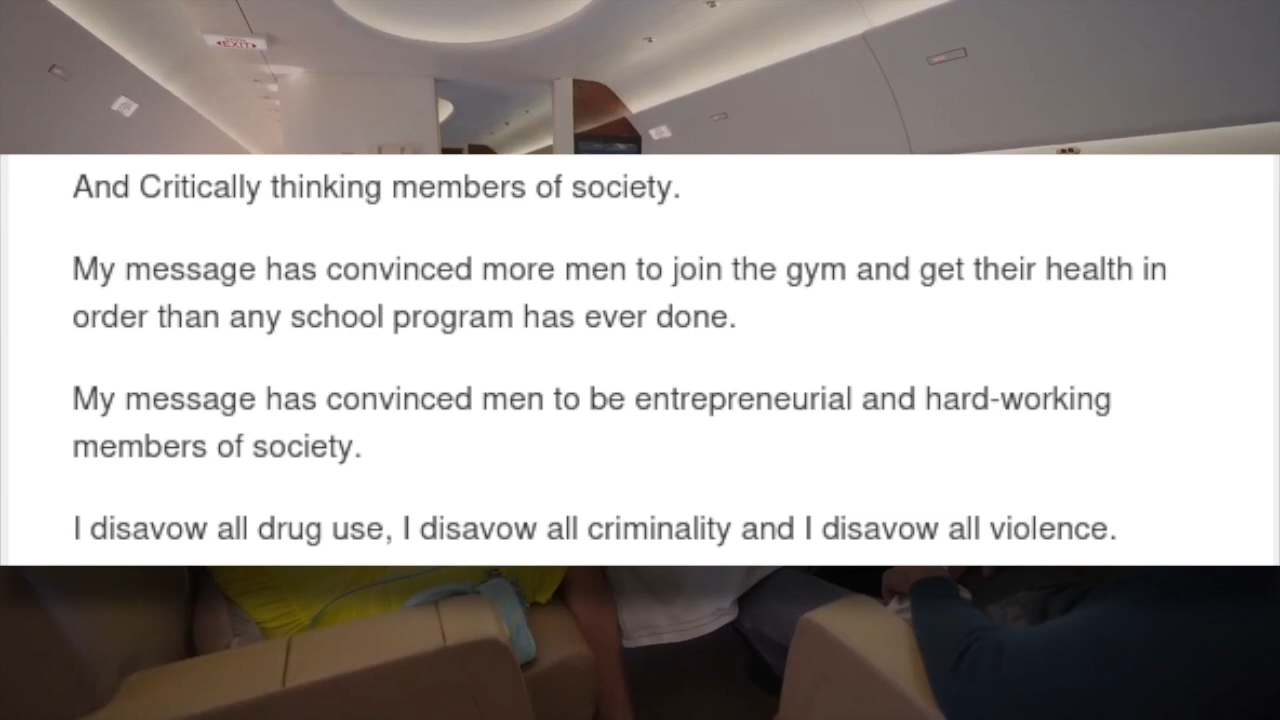 EXIT
And Critically thinking members of society.
My message has convinced more men to join the gym and get their health in
order than any school program has ever done.
My message has convinced men to be entrepreneurial and hard-working
members of society.
I disavow all drug use, I disavow all criminality and I disavow all violence.